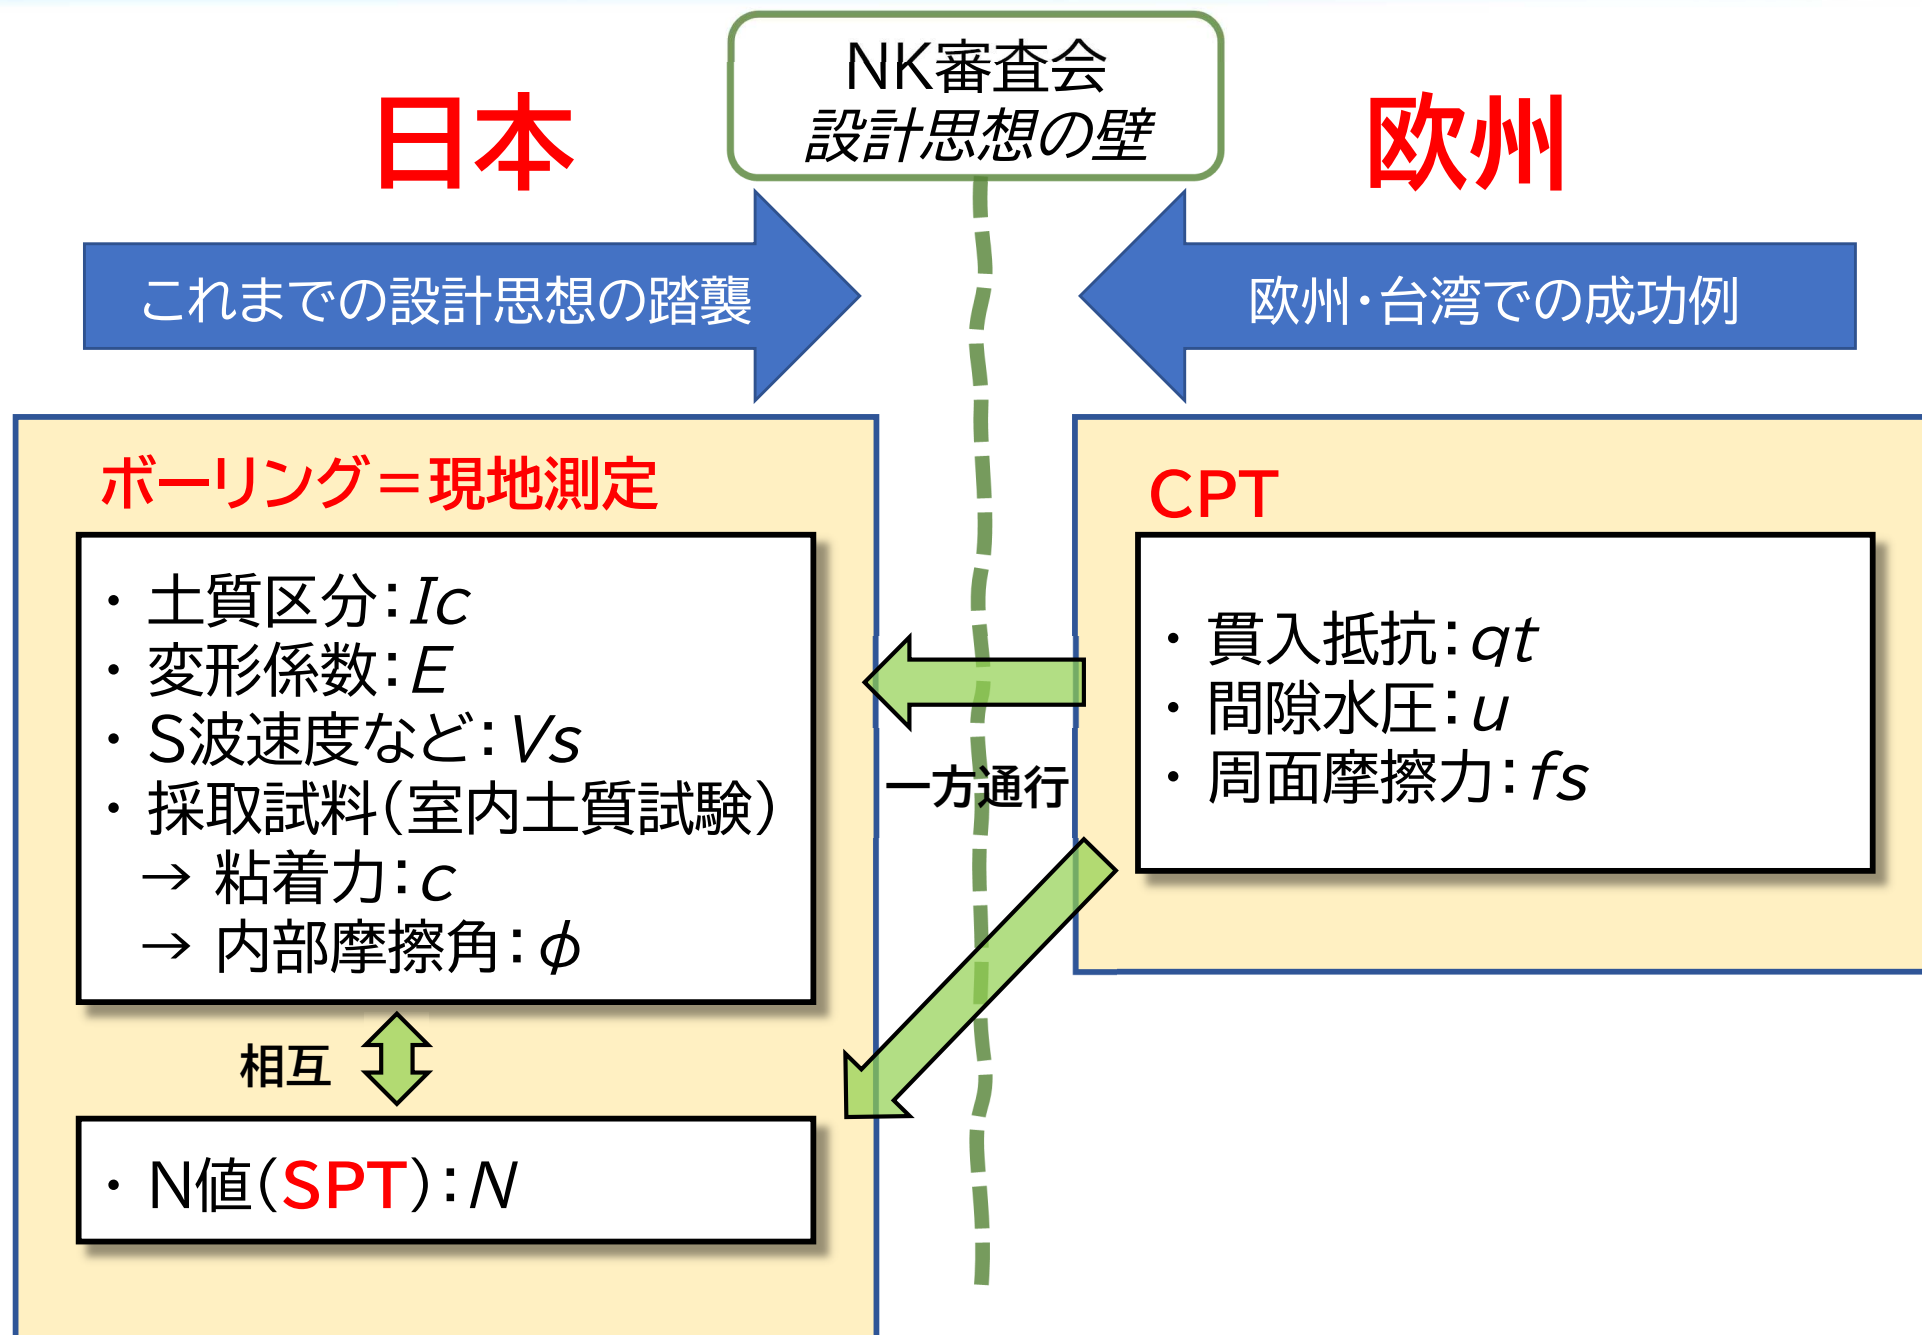 NK審査会
設計思想の壁
日本
欧州
これまでの設計思想の踏襲
欧州・台湾での成功例
ボーリング＝現地測定
・土質区分：Ic
・変形係数：E
・S波速度など：Vs
・採取試料（室内土質試験）
→ 粘着力：c
→ 内部摩擦角：φ
相互
・N値（SPT）：N
一方通行
CPT
・貫入抵抗：qt
・間隙水圧：u
・周面摩擦力：fs